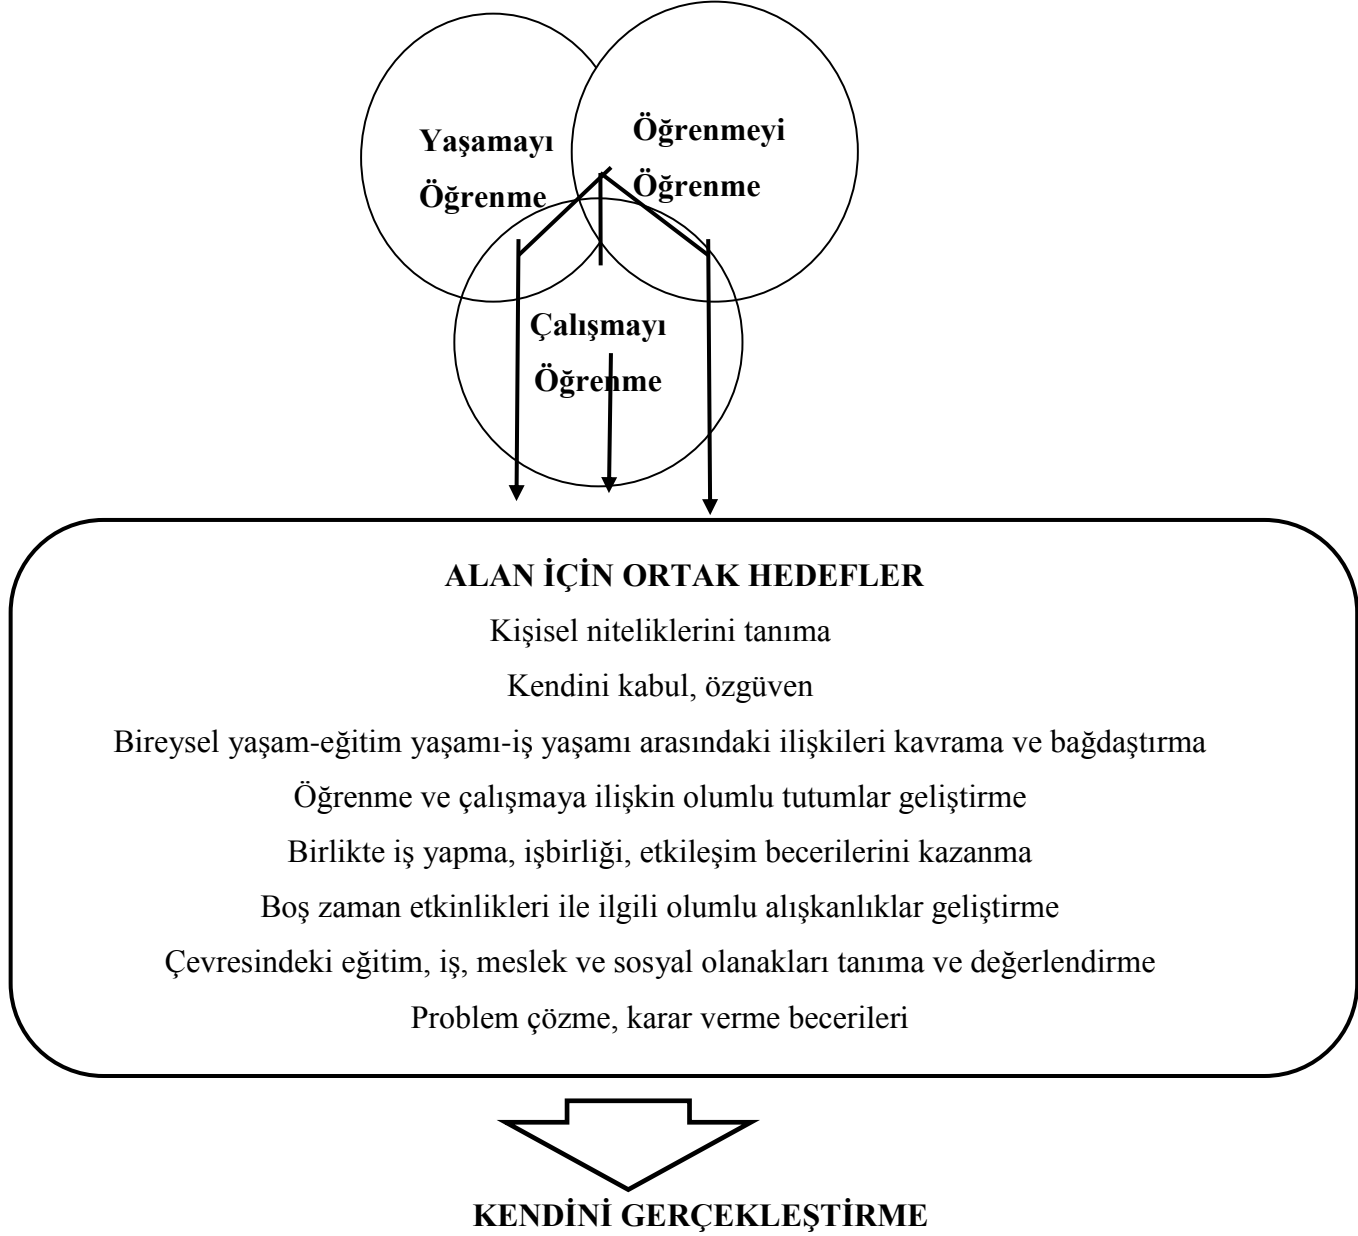 Yaşamayı
Öğrenme
Öğrenmeyi
Öğrenme
Çalışmayı
Öğrenme
ALAN İÇİN ORTAK HEDEFLER
Kişisel niteliklerini tanıma
Kendini kabul, özgüven
Bireysel yaşam-eğitim yaşamı-iş yaşamı arasındaki ilişkileri kavrama ve bağdaştırma
Öğrenme ve çalışmaya ilişkin olumlu tutumlar geliştirme
Birlikte iş yapma, işbirliği, etkileşim becerilerini kazanma
Boş zaman etkinlikleri ile ilgili olumlu alışkanlıklar geliştirme
Çevresindeki eğitim, iş, meslek ve sosyal olanakları tanıma ve değerlendirme
Problem çözme, karar verme becerileri
KENDİNİ GERÇEKLEŞTİRME